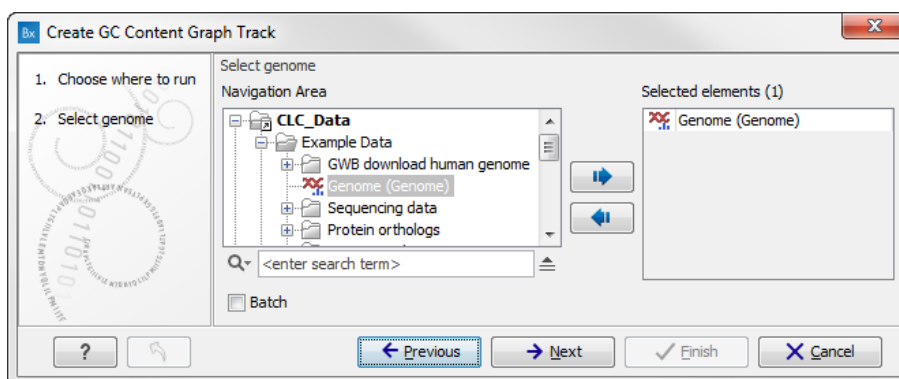 Bx Create GC Content Graph Track
1. Choose where to run
2. Select genome
Select genome
Navigation Area
CLC_Data
Example Data
GWB download human genome
Genome (Genome)
Sequencing data
Protein orthologs
<enter search term>
Batch
Selected elements (1)
Genome (Genome)
?
Previous
Next
Finish
Cancel